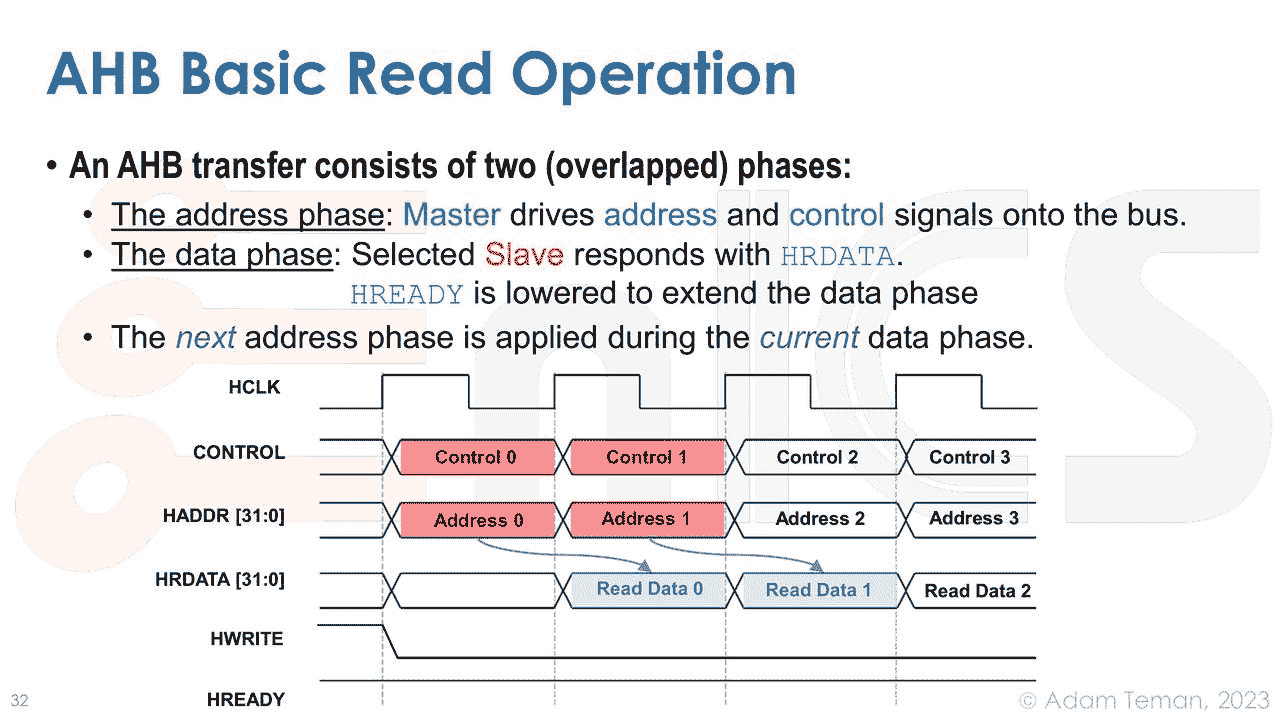 AHB Basic Read Operation
• An AHB transfer consists of two (overlapped) phases:
• The address phase: Master drives address and control signals onto the bus.
• The data phase: Selected Slave responds with HRDATA.
HREADY is lowered to extend the data phase
• The next address phase is applied during the current data phase.
HCLK
CONTROL Control 0 Control 1 Control 2 Control 3
HADDR [31:0] Address 0 Address 1 Address 2 Address 3
HRDATA [31:0] Read Data 0 Read Data 1 Read Data 2
HWRITE
HREADY
32
© Adam Teman, 2023
EnICS